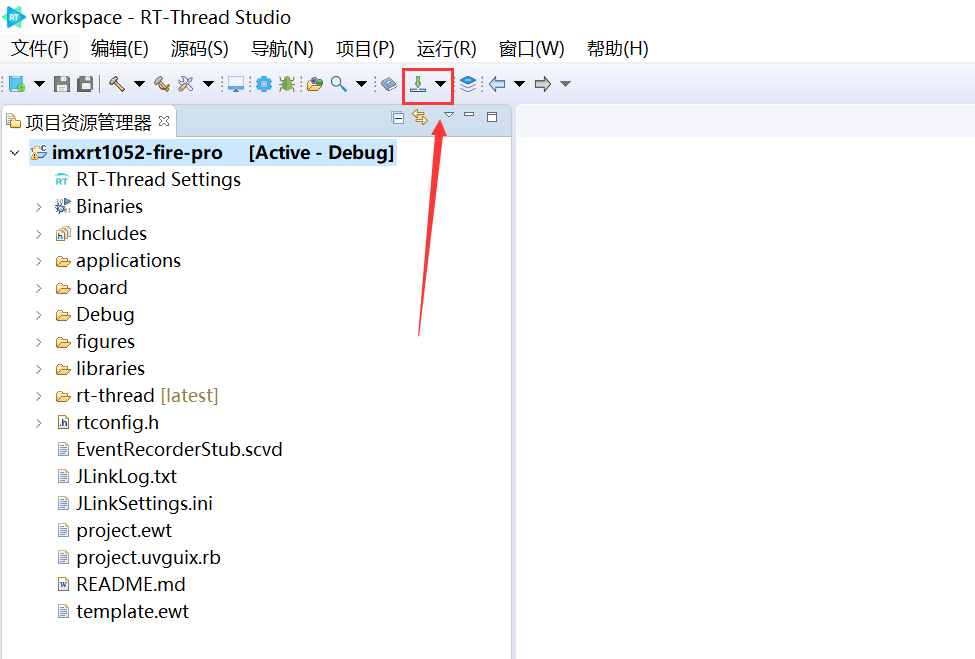 workspace - RT-Thread Studio
文件(F) 编辑(E) 源码(S) 导航(N) 项目(P) 运行(R) 窗口(W) 帮助(H)
项目资源管理器
imxrt1052-fire-pro [Active - Debug]
RT-Thread Settings
Binaries
Includes
applications
board
Debug
figures
libraries
rt-thread [latest]
rtconfig.h
EventRecorderStub.scvd
JLinkLog.txt
JLinkSettings.ini
project.ewt
project.uvguix.rb
README.md
template.ewt